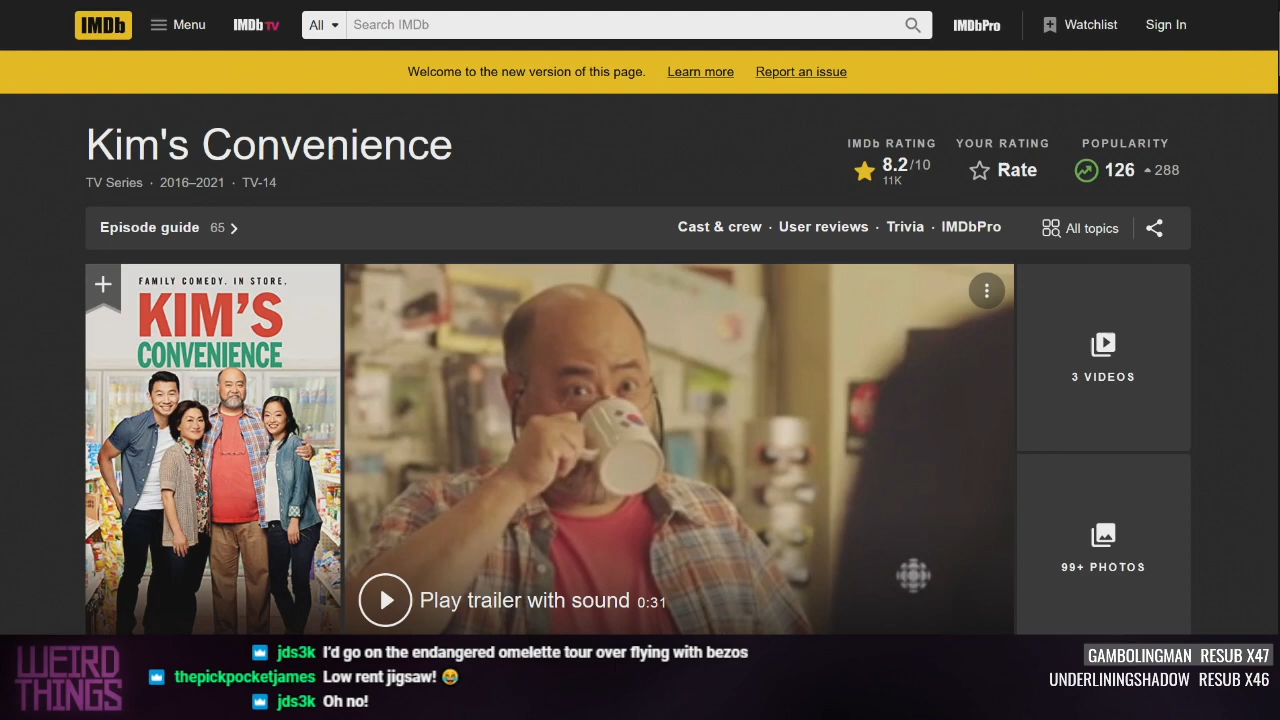 IMDb
Menu
IMDb TV
All
Search IMDb
IMDbPro
Watchlist
Sign In
Welcome to the new version of this page.
Learn more
Report an issue
Kim's Convenience
TV Series · 2016–2021 · TV-14
IMDb RATING
8.2/10
11K
YOUR RATING
Rate
POPULARITY
126
288
Episode guide 65
Cast & crew · User reviews · Trivia · IMDbPro
All topics
FAMILY COMEDY. IN STORE.
KIM'S
CONVENIENCE
Play trailer with sound 0:31
3 VIDEOS
99+ PHOTOS
WEIRD
THINGS
jds3k I'd go on the endangered omelette tour over flying with bezos
thepickpocketjames Low rent jigsaw! 😂
jds3k Oh no!
GAMBOLINGMAN RESUB X47
UNDERLININGSHADOW RESUB X46